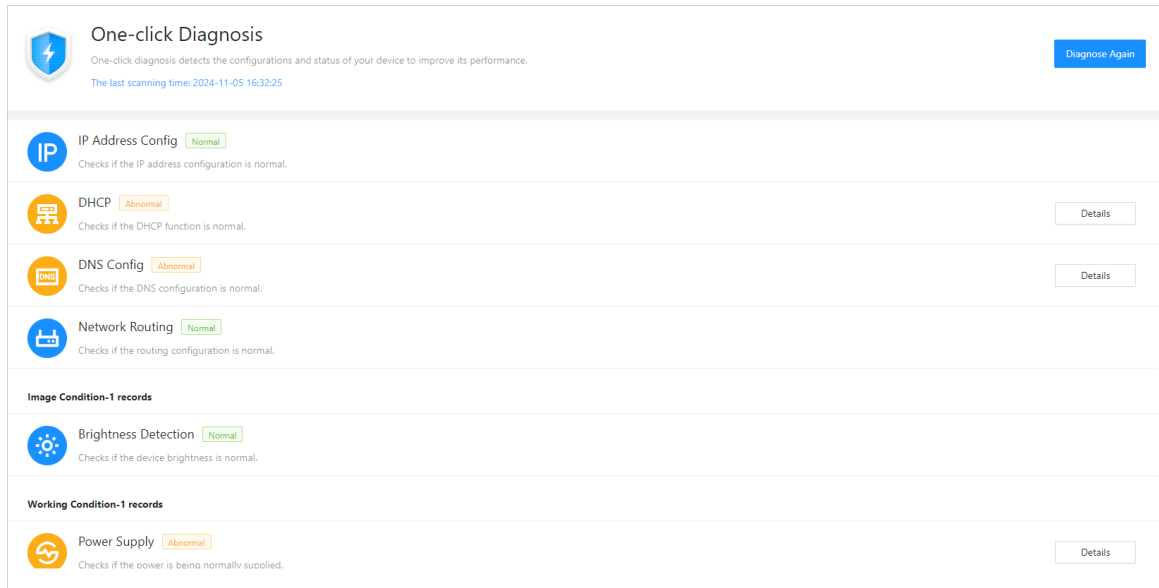 One-click Diagnosis
One-click diagnosis detects the configurations and status of your device to improve its performance.
Diagnose Again
The last scanning time: 2024-11-05 16:32:25
IP
IP Address Config Normal
Checks if the IP address configuration is normal.
DHCP Abnormal
Checks if the DHCP function is normal.
Details
DNS
DNS Config Abnormal
Checks if the DNS configuration is normal.
Details
Network Routing Normal
Checks if the routing configuration is normal.
Image Condition-1 records
Brightness Detection Normal
Checks if the device brightness is normal.
Working Condition-1 records
Power Supply Abnormal
Checks if the power is being normally supplied.
Details